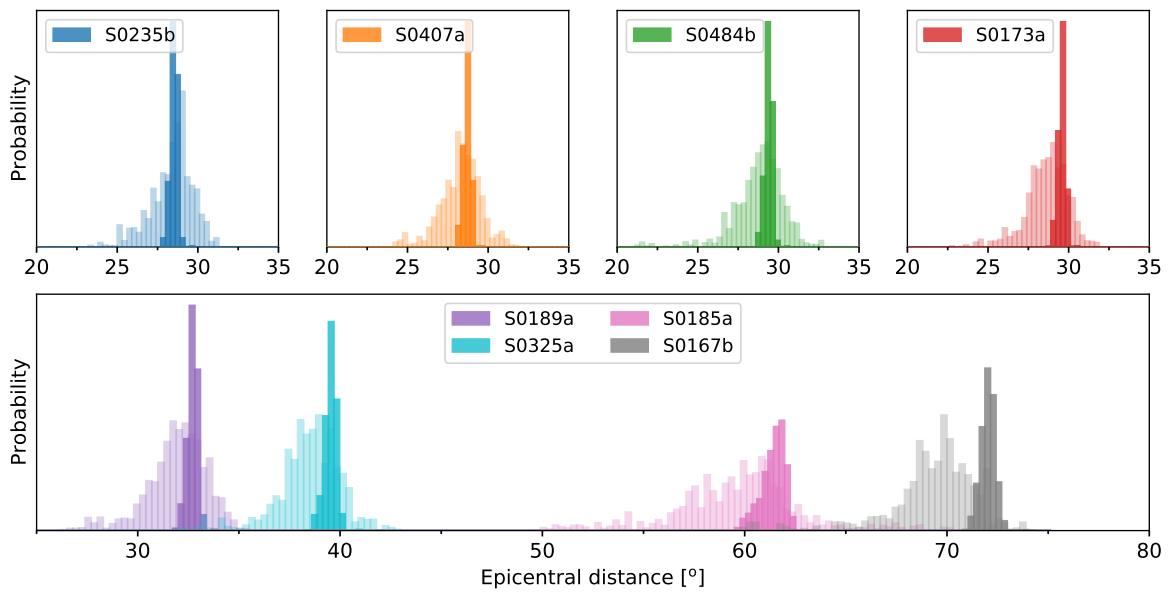 S0235b S0407a S0484b S0173a
Probability
20 25 30 35 20 25 30 35 20 25 30 35 20 25 30 35
S0189a S0185a
S0325a S0167b
Probability
30 40 50 60 70 80
Epicentral distance [º]